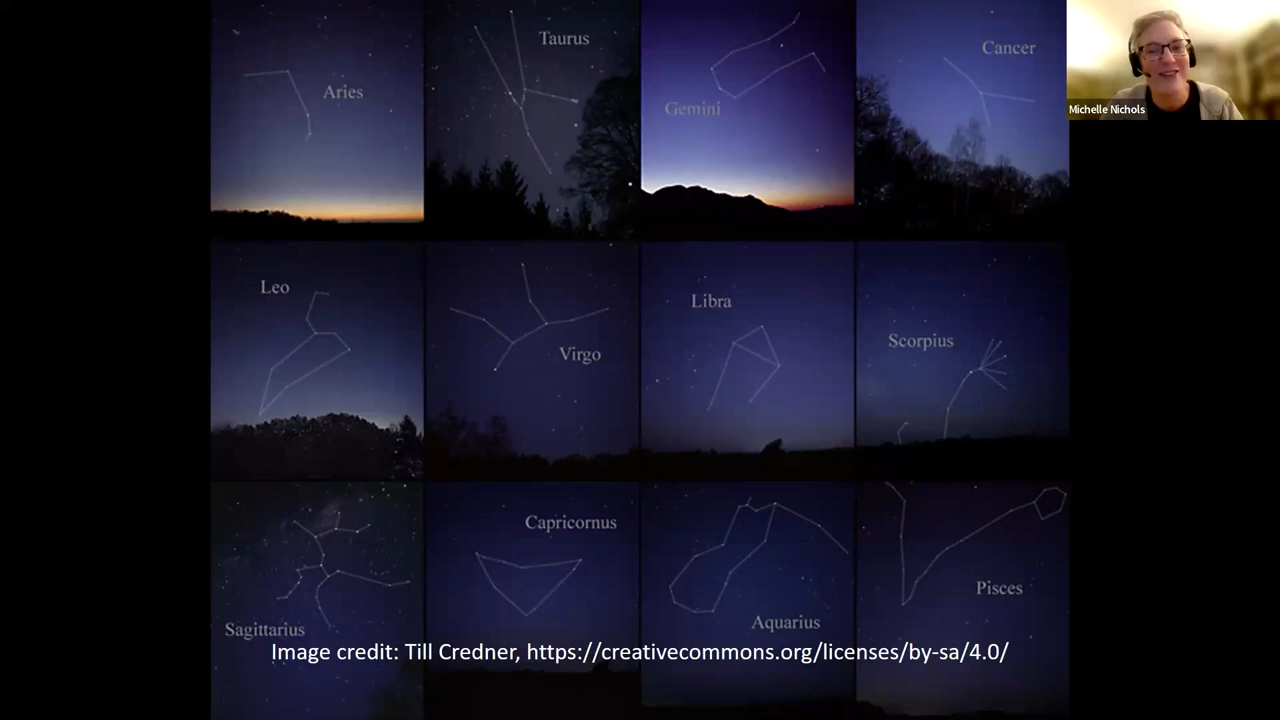 Aries
Taurus
Gemini
Cancer
Michelle Nichols
Leo
Virgo
Libra
Scorpius
Sagittarius
Capricornus
Aquarius
Pisces
Image credit: Till Credner, https://creativecommons.org/licenses/by-sa/4.0/